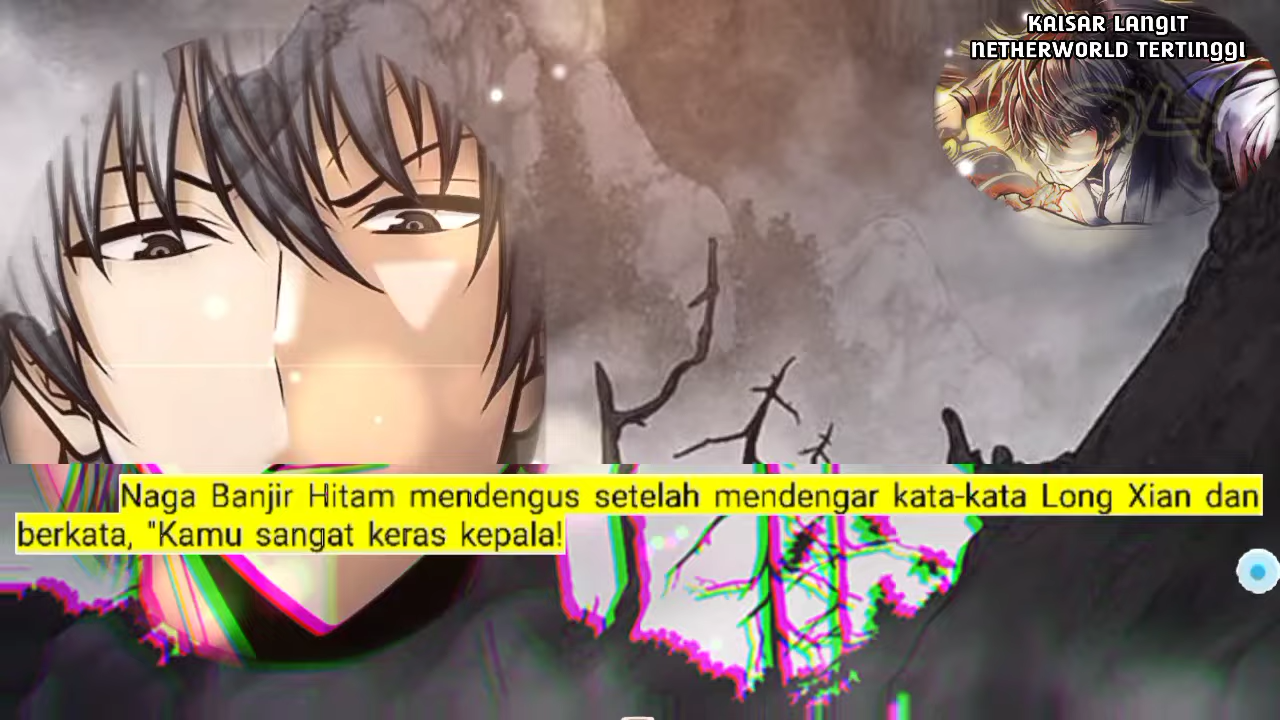 KAISAR LANGIT
NETHERWORLD TERTINGGI
Naga Banjir Hitam mendengus setelah mendengar kata-kata Long Xian dan
berkata, "Kamu sangat keras kepala!